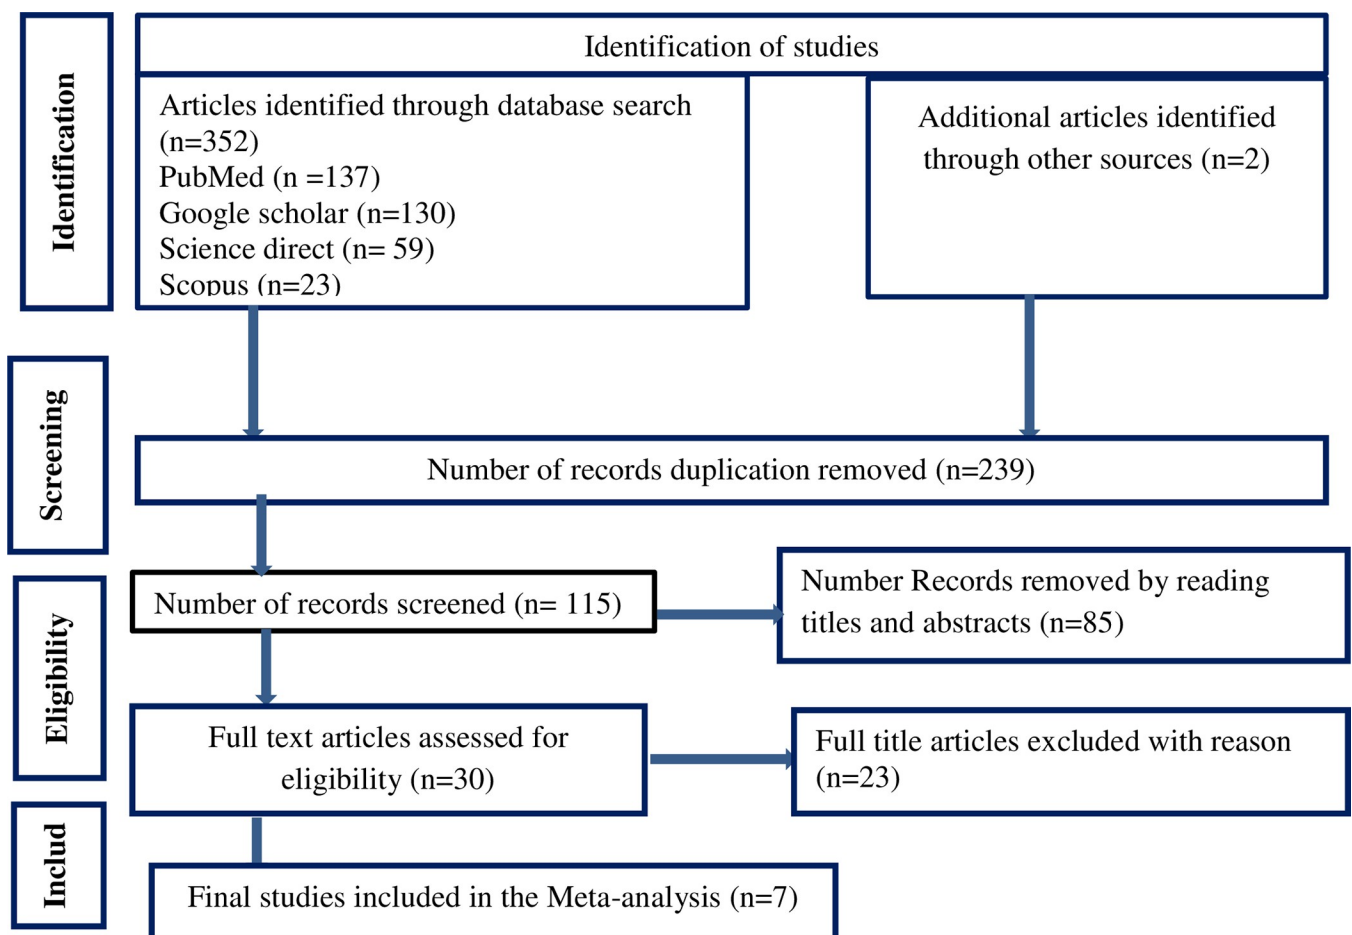 Identification
Identification of studies
Articles identified through database search
(n=352)
PubMed (n =137)
Google scholar (n=130)
Science direct (n= 59)
Scopus (n=23)
Additional articles identified
through other sources (n=2)
Screening
Number of records duplication removed (n=239)
Eligibility
Number of records screened (n= 115)
Number Records removed by reading
titles and abstracts (n=85)
Full text articles assessed for
eligibility (n=30)
Full title articles excluded with reason
(n=23)
Includ
Final studies included in the Meta-analysis (n=7)